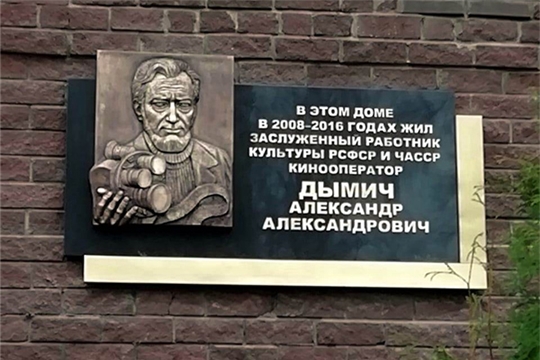 В ЭТОМ ДОМЕ
В 2008–2016 ГОДАХ ЖИЛ
ЗАСЛУЖЕННЫЙ РАБОТНИК
КУЛЬТУРЫ РСФСР И ЧАССР
КИНООПЕРАТОР
ДЫМИЧ
АЛЕКСАНДР
АЛЕКСАНДРОВИЧ